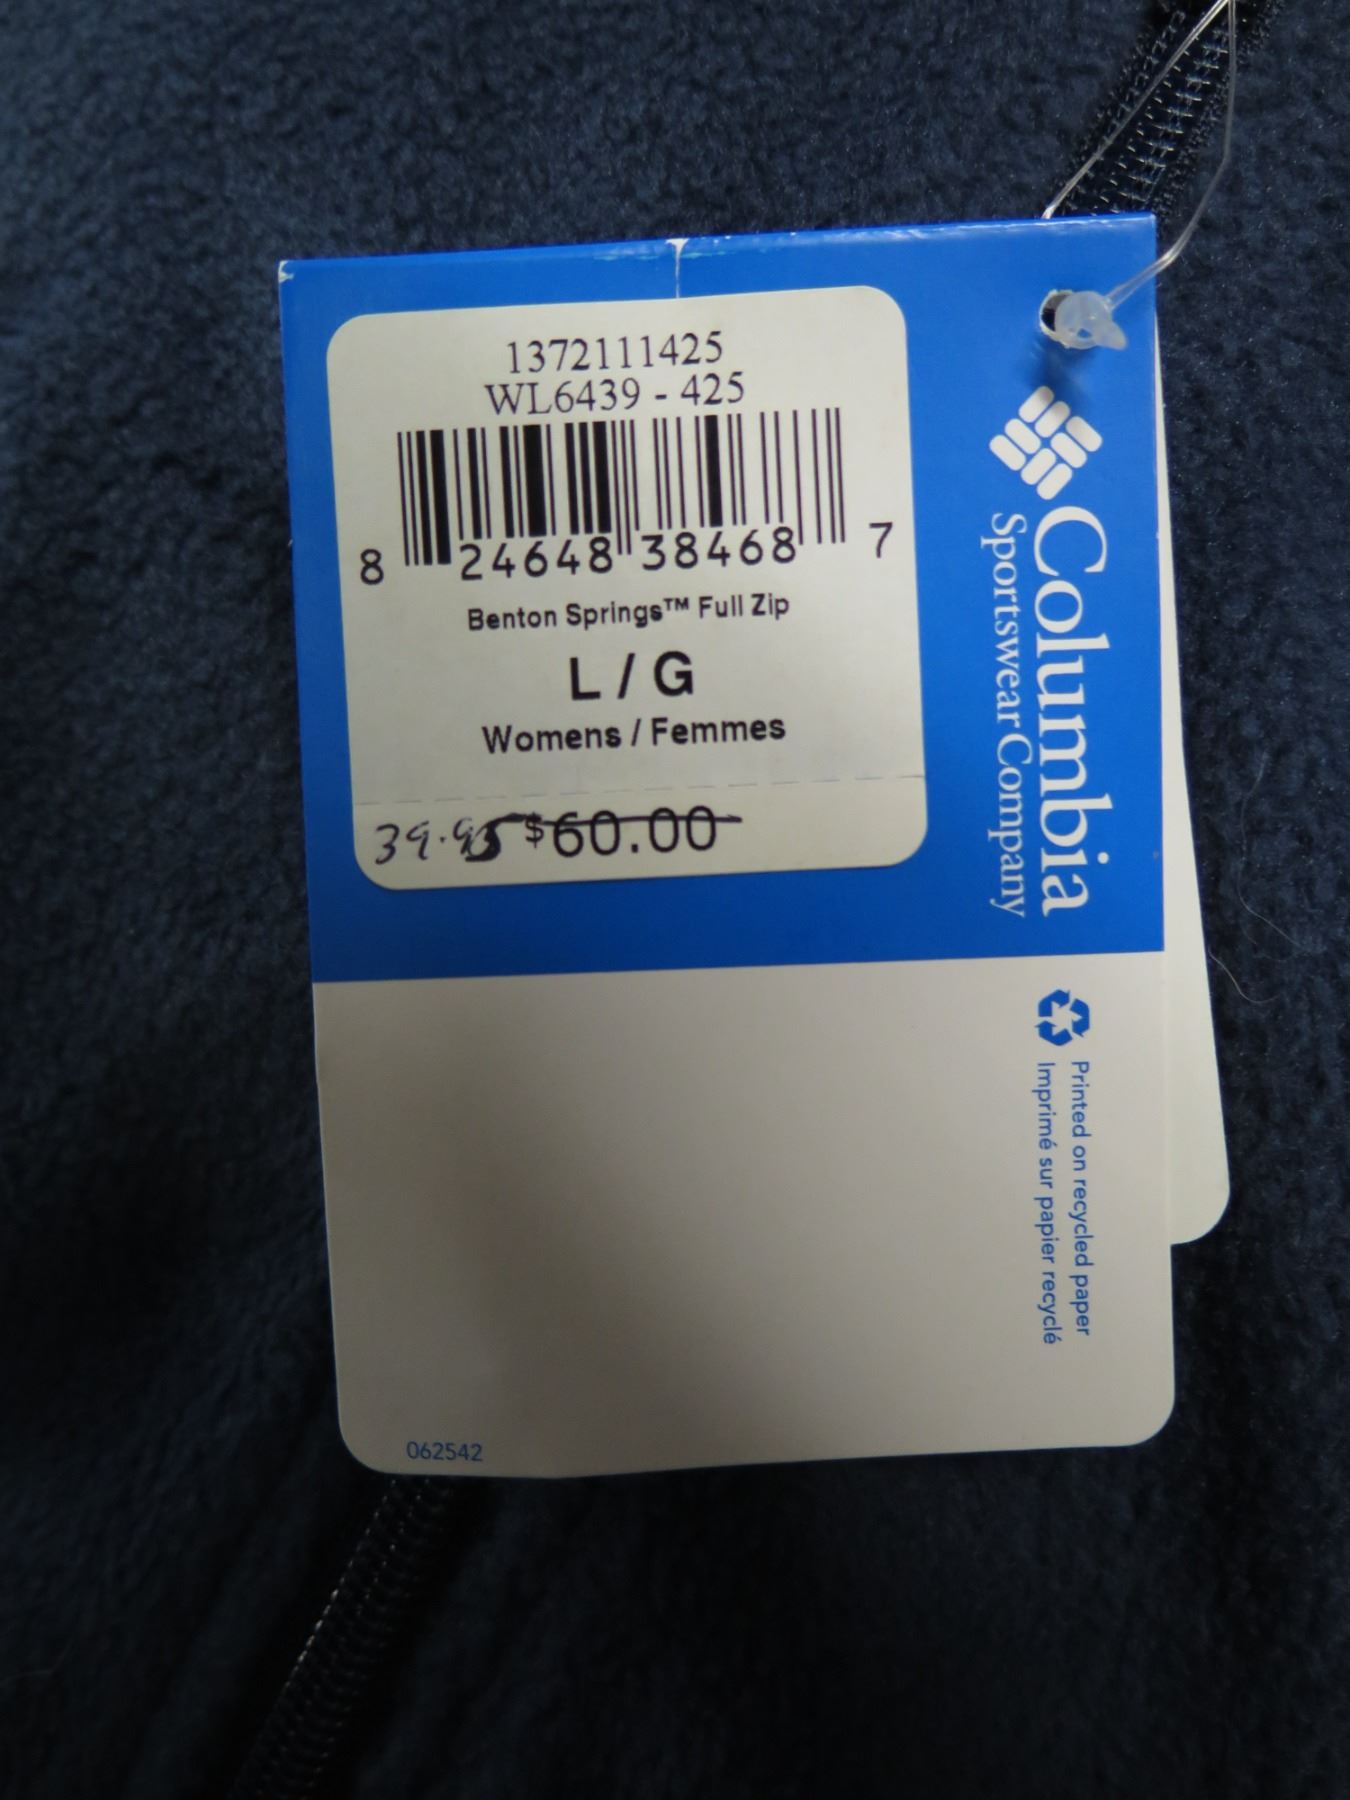 1372111425
WL6439 - 425
8 24648 38468 7
Benton Springs™ Full Zip
L / G
Womens / Femmes
39.95 $60.00
Columbia
Sportswear Company
Printed on recycled paper
Imprimé sur papier recyclé
062542